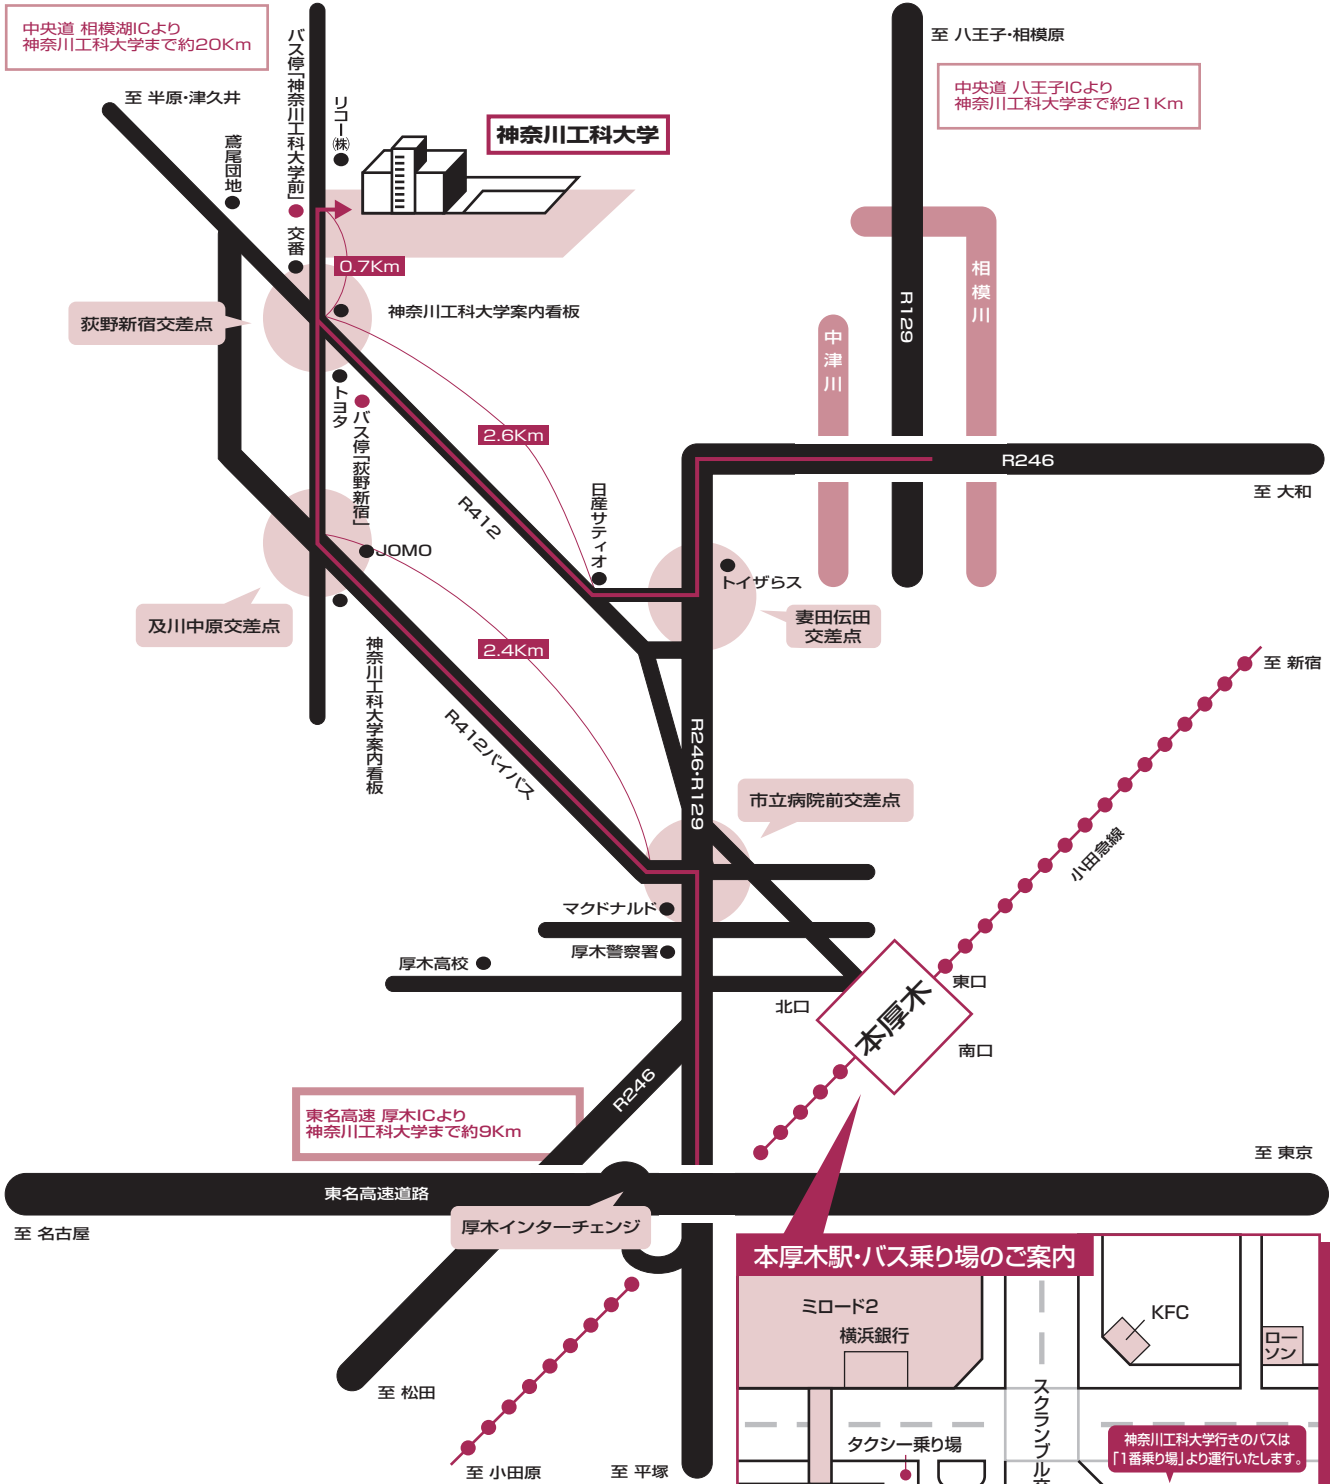 中央道 相模湖ICより
神奈川工科大学まで約20Km
バス停「神奈川工科大学前」
至 八王子・相模原
中央道 八王子ICより
神奈川工科大学まで約21Km
至 半原・津久井
リコー㈱
神奈川工科大学
鳶尾団地
交番
0.7Km
相模川
R129
神奈川工科大学案内看板
荻野新宿交差点
中津川
トヨタ
バス停「荻野新宿」
2.6Km
R246
至 大和
日産サティオ
R412
JOMO
トイザらス
及川中原交差点
妻田伝田
交差点
2.4Km
神奈川工科大学案内看板
至 新宿
R412バイパス
R246・R129
市立病院前交差点
小田急線
マクドナルド
厚木警察署
厚木高校
東口
北口
本厚木
南口
R246
東名高速 厚木ICより
神奈川工科大学まで約9Km
至 東京
東名高速道路
至 名古屋
厚木インターチェンジ
本厚木駅・バス乗り場のご案内
ミロード2
横浜銀行
KFC
ロー
ソン
至 松田
スクランブル
タクシー乗り場
神奈川工科大学行きのバスは
「1番乗り場」より運行いたします。
至 小田原
至 平塚